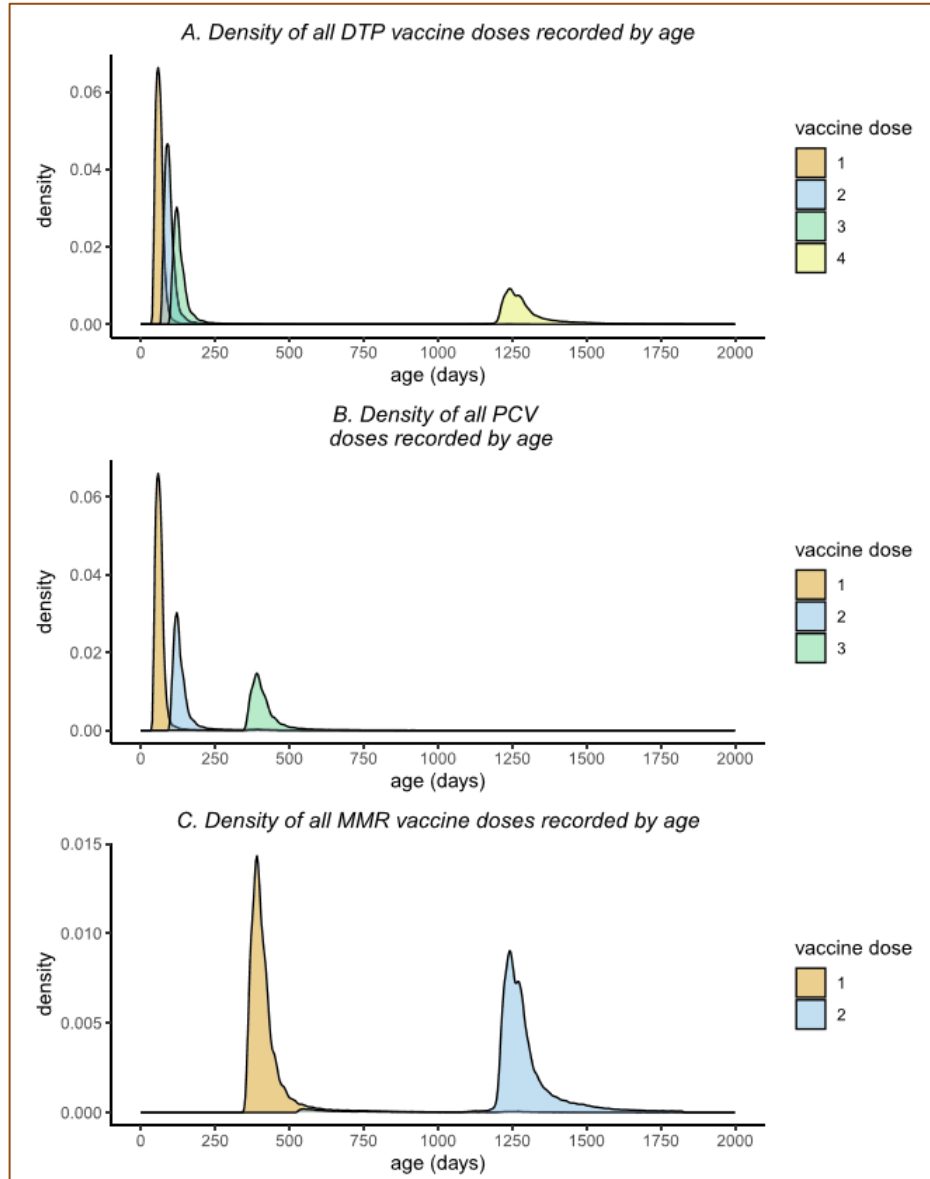 A. Density of all DTP vaccine doses recorded by age
0.06
0.04
0.02
0.00
density
0 250 500 750 1000 1250 1500 1750 2000
age (days)
vaccine dose
1
2
3
4
B. Density of all PCV
doses recorded by age
0.06
0.04
0.02
0.00
density
0 250 500 750 1000 1250 1500 1750 2000
age (days)
vaccine dose
1
2
3
C. Density of all MMR vaccine doses recorded by age
0.015
0.010
0.005
0.000
density
0 250 500 750 1000 1250 1500 1750 2000
age (days)
vaccine dose
1
2